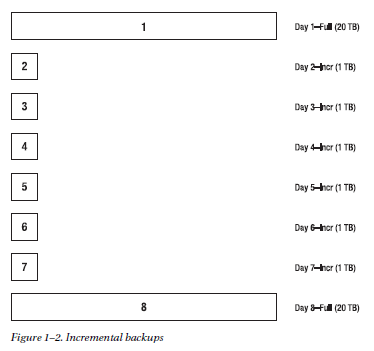 1 Day 1—Full (20 TB)
2 Day 2—Incr (1 TB)
3 Day 3—Incr (1 TB)
4 Day 4—Incr (1 TB)
5 Day 5—Incr (1 TB)
6 Day 6—Incr (1 TB)
7 Day 7—Incr (1 TB)
8 Day 8—Full (20 TB)
Figure 1–2. Incremental backups